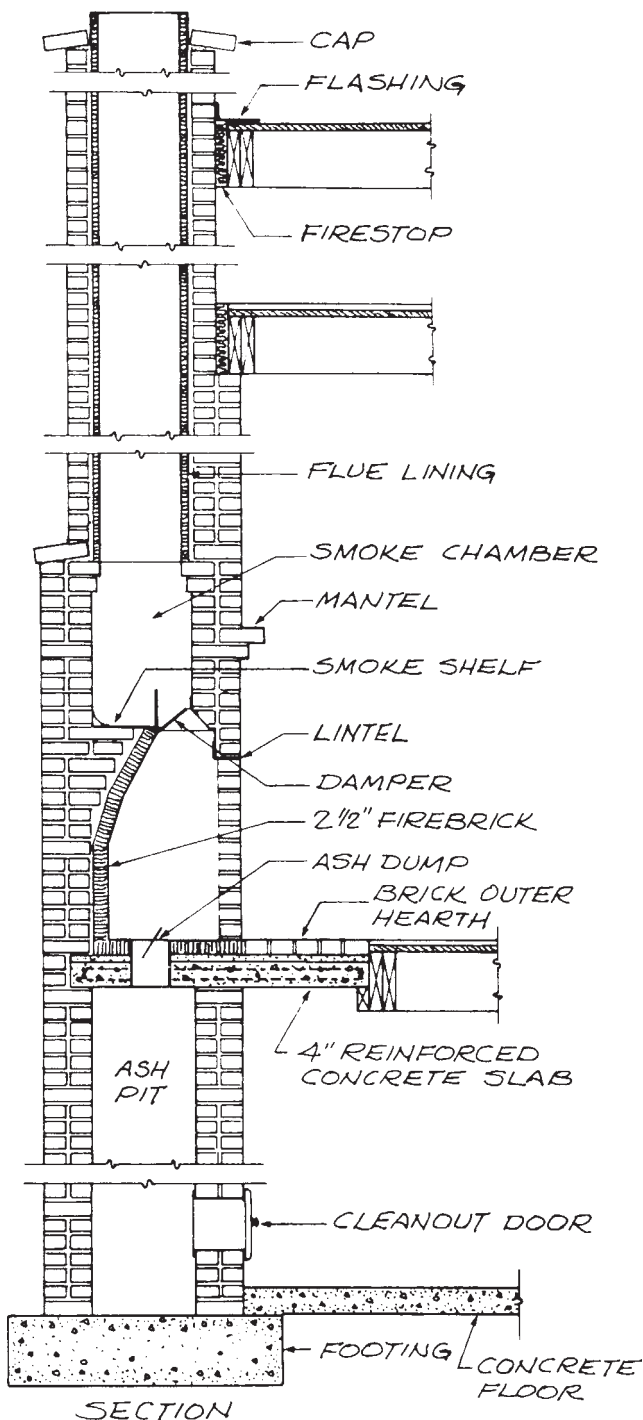 CAP
FLASHING
FIRESTOP
FLUE LINING
SMOKE CHAMBER
MANTEL
SMOKE SHELF
LINTEL
DAMPER
2 1/2" FIREBRICK
ASH DUMP
BRICK OUTER
HEARTH
4" REINFORCED
CONCRETE SLAB
ASH
PIT
CLEANOUT DOOR
FOOTING
CONCRETE
FLOOR
SECTION